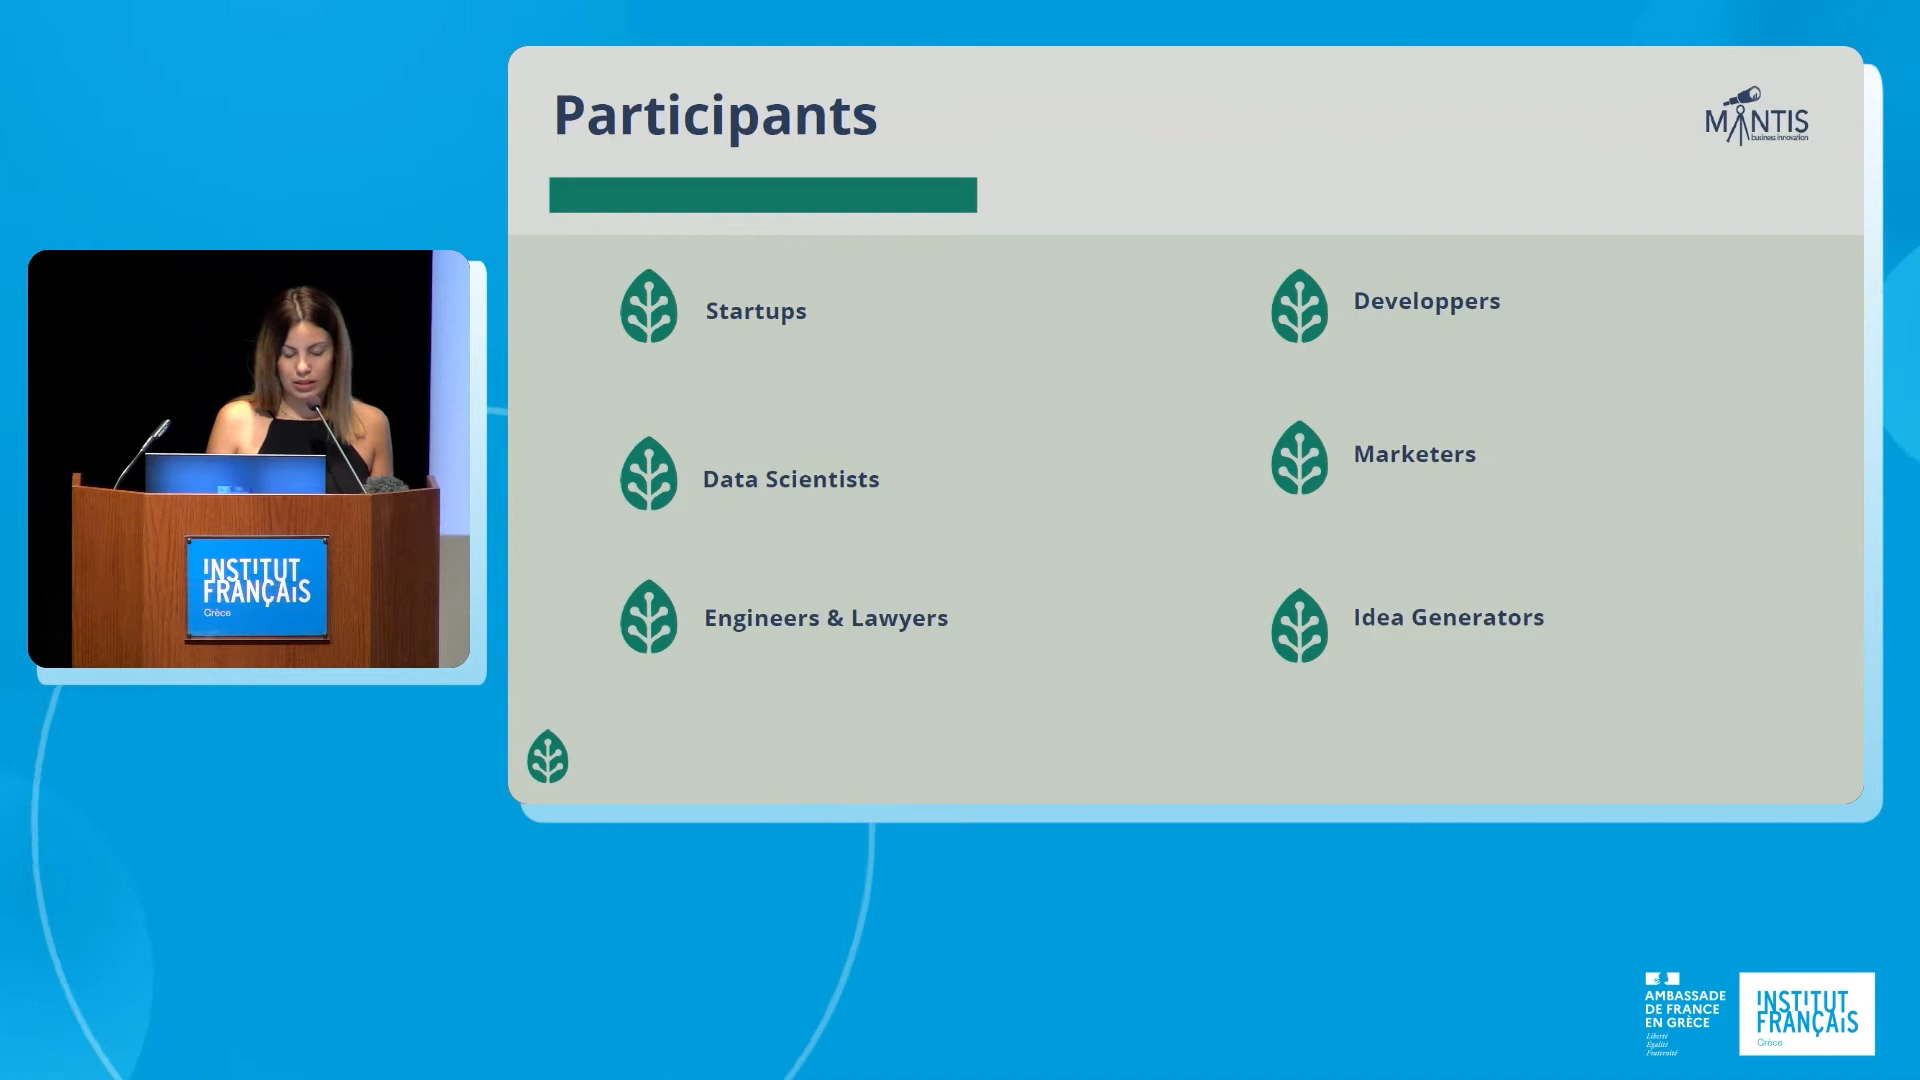 Participants
MANTIS
business innovation
Startups
Developpers
Data Scientists
Marketers
Engineers & Lawyers
Idea Generators
INSTITUT
FRANÇAIS
Grèce
AMBASSADE
DE FRANCE
EN GRÈCE
Liberté
Égalité
Fraternité
INSTITUT
FRANÇAIS
Grèce